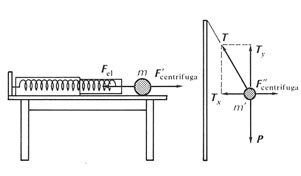 F_el
m
F'_centrifuga
T
T_y
T_x
F''_centrifuga
m'
P